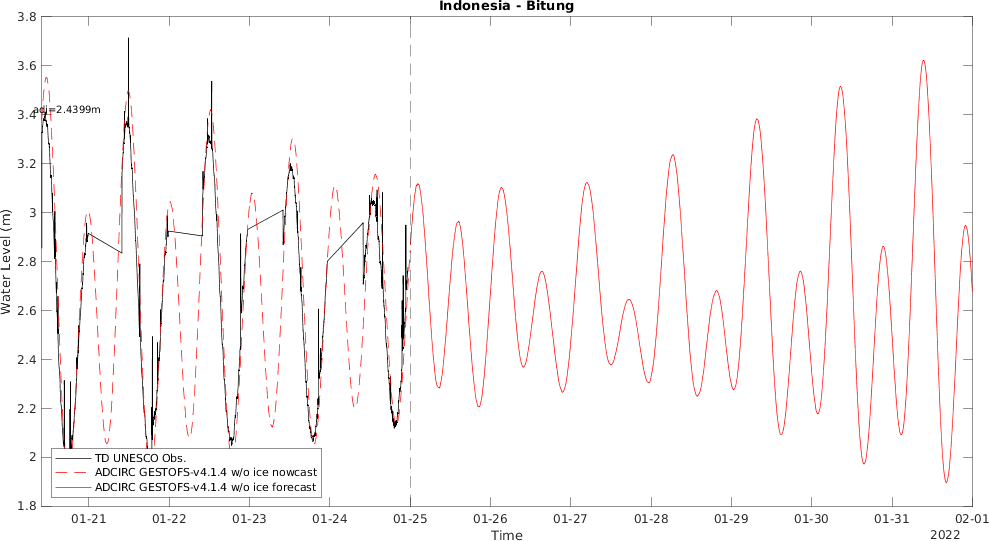 Indonesia - Bitung
3.8
3.6
3.4
3.2
3
2.8
2.6
2.4
2.2
2
1.8
Water Level (m)
adj=2.4399m
TD UNESCO Obs.
ADCIRC GESTOFS-v4.1.4 w/o ice nowcast
ADCIRC GESTOFS-v4.1.4 w/o ice forecast
01-21 01-22 01-23 01-24 01-25 01-26 01-27 01-28 01-29 01-30 01-31 02-01
Time
2022